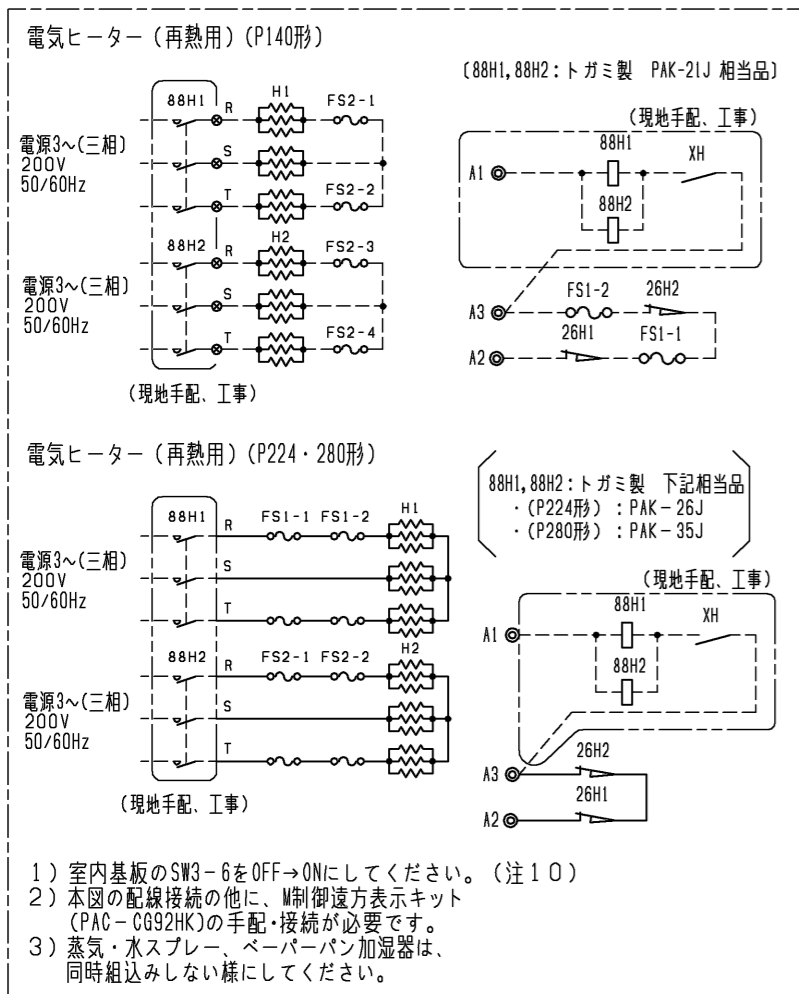 電気ヒーター（再熱用）(P140形)
〔88H1,88H2：トガミ製 PAK-21J 相当品〕
88H1
R
H1
FS2-1
電源3～(三相)
200V
50/60Hz
S
T
FS2-2
88H2
R
H2
FS2-3
電源3～(三相)
200V
50/60Hz
S
T
FS2-4
(現地手配、工事)
(現地手配、工事)
88H1
XH
A1
88H2
FS1-2
26H2
A3
26H1
FS1-1
A2
電気ヒーター（再熱用）(P224・280形)
88H1,88H2：トガミ製 下記相当品
・(P224形)：PAK－26J
・(P280形)：PAK－35J
88H1
R
FS1-1 FS1-2
H1
電源3～(三相)
200V
50/60Hz
S
T
88H2
R
FS2-1 FS2-2
H2
電源3～(三相)
200V
50/60Hz
S
T
(現地手配、工事)
(現地手配、工事)
88H1
XH
A1
88H2
26H2
A3
26H1
A2
1）室内基板のSW3－6をOFF→ONにしてください。（注10）
2）本図の配線接続の他に、M制御遠方表示キット
(PAC－CG92HK)の手配・接続が必要です。
3）蒸気・水スプレー、ペーパーパン加湿器は、
同時組込みしない様にしてください。